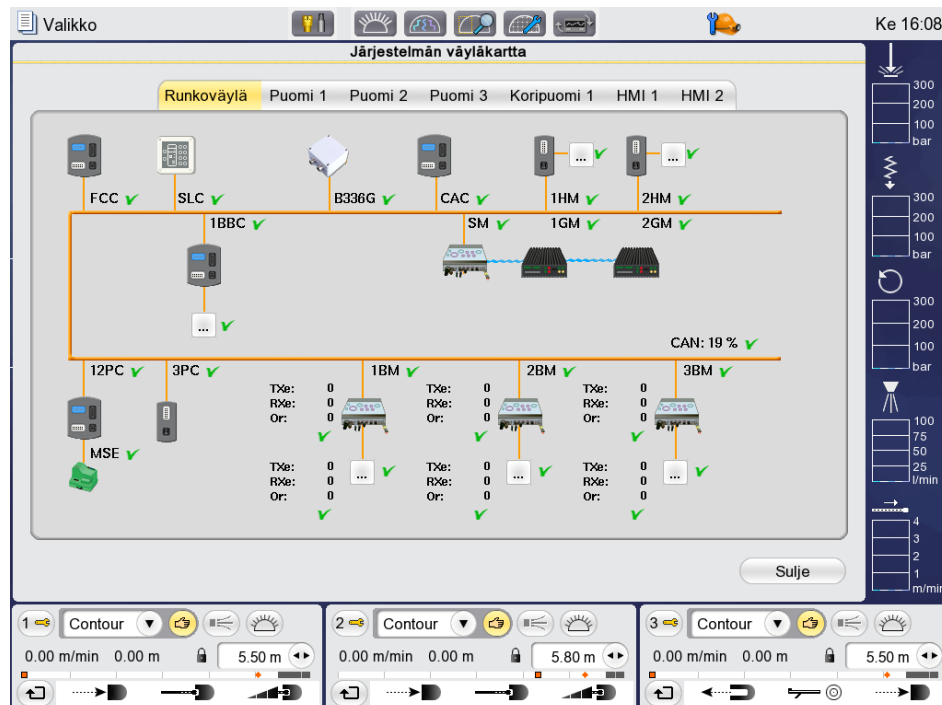 Valikko Ke 16:08
Järjestelmän väyläkartta
Runkoväylä Puomi 1 Puomi 2 Puomi 3 Koripuomi 1 HMI 1 HMI 2
... ...
FCC SLC B336G CAC 1HM 2HM
1BBC SM 1GM 2GM
...
CAN: 19 %
12PC 3PC 1BM 2BM 3BM
TXe: 0 TXe: 0 TXe: 0
RXe: 0 RXe: 0 RXe: 0
Or: 0 Or: 0 Or: 0
MSE
... ... ...
TXe: 0 TXe: 0 TXe: 0
RXe: 0 RXe: 0 RXe: 0
Or: 0 Or: 0 Or: 0
Sulje
300
200
100
bar
300
200
100
bar
300
200
100
bar
100
75
50
25
l/min
4
3
2
1
m/min
1 Contour 2 Contour 3 Contour
0.00 m/min 0.00 m 5.50 m 0.00 m/min 0.00 m 5.80 m 0.00 m/min 0.00 m 5.50 m